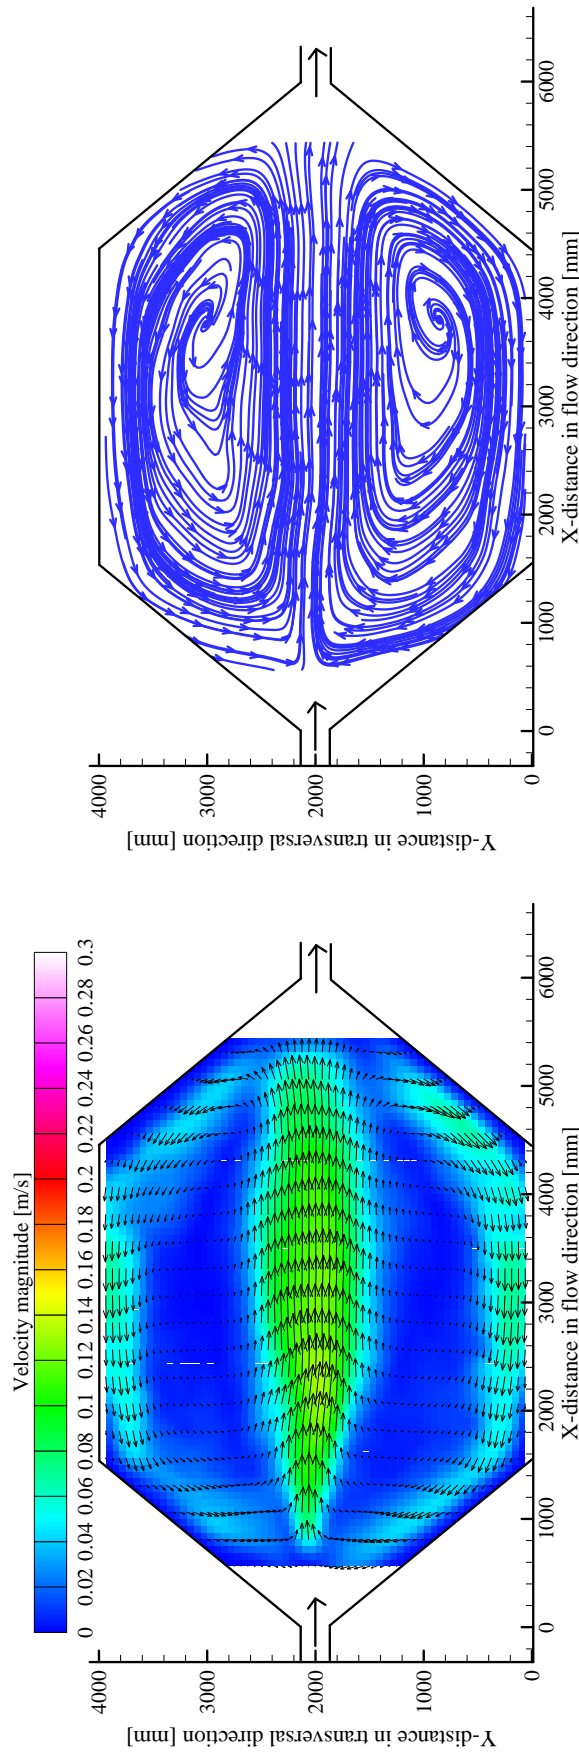 Velocity magnitude [m/s]
0 0.02 0.04 0.06 0.08 0.1 0.12 0.14 0.16 0.18 0.2 0.22 0.24 0.26 0.28 0.3
Y-distance in transversal direction [mm]
4000
3000
2000
1000
0
0 1000 2000 3000 4000 5000 6000
X-distance in flow direction [mm]
Y-distance in transversal direction [mm]
4000
3000
2000
1000
0
0 1000 2000 3000 4000 5000 6000
X-distance in flow direction [mm]